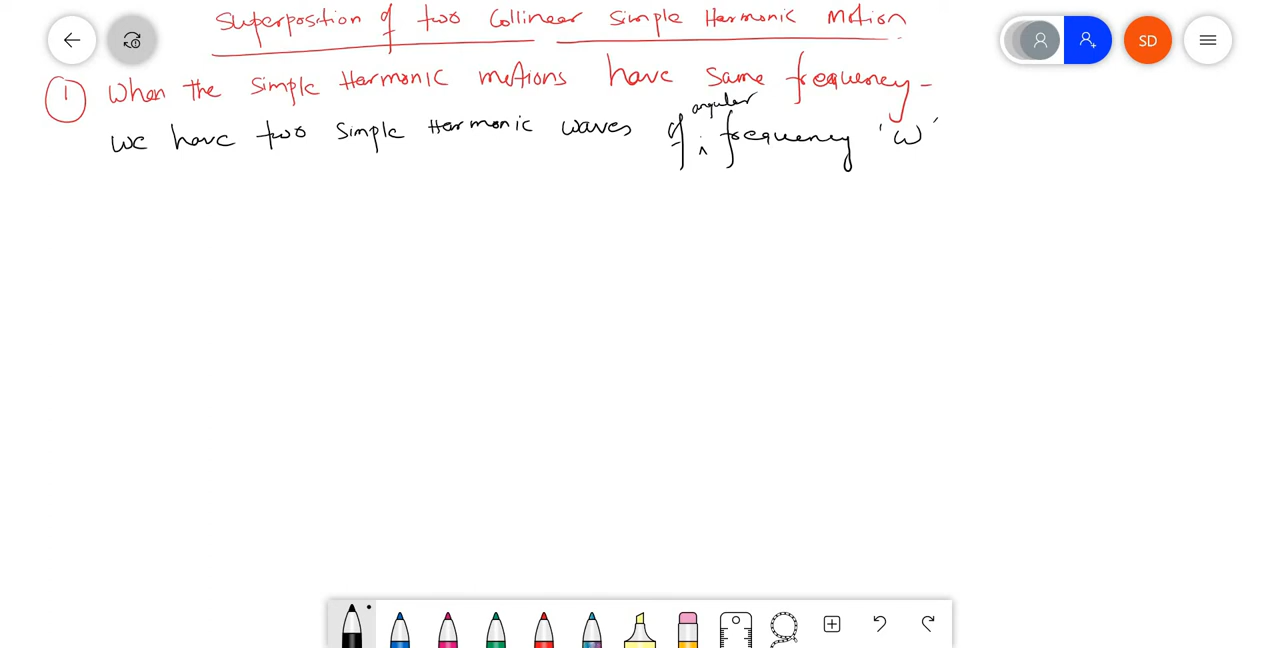 Superposition of two Collinear Simple Harmonic Motion
SD
1 When the Simple Harmonic motions have same frequency -
we have two Simple Harmonic waves of angular frequency 'ω'